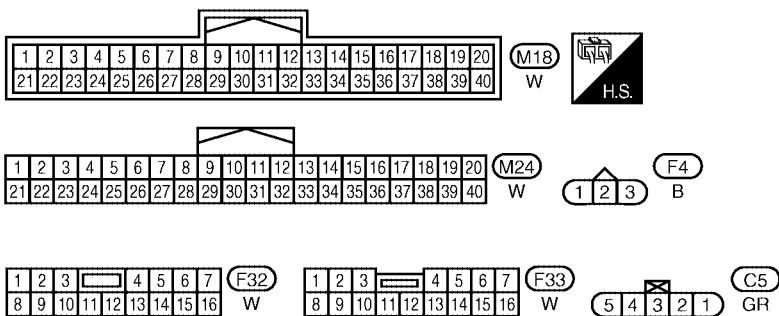 1 2 3 4 5 6 7 8 9 10 11 12 13 14 15 16 17 18 19 20 M18
21 22 23 24 25 26 27 28 29 30 31 32 33 34 35 36 37 38 39 40 W
H.S.
1 2 3 4 5 6 7 8 9 10 11 12 13 14 15 16 17 18 19 20 M24
21 22 23 24 25 26 27 28 29 30 31 32 33 34 35 36 37 38 39 40 W
1 2 3 F4
B
1 2 3 4 5 6 7 F32
8 9 10 11 12 13 14 15 16 W
1 2 3 4 5 6 7 F33
8 9 10 11 12 13 14 15 16 W
5 4 3 2 1 C5
GR